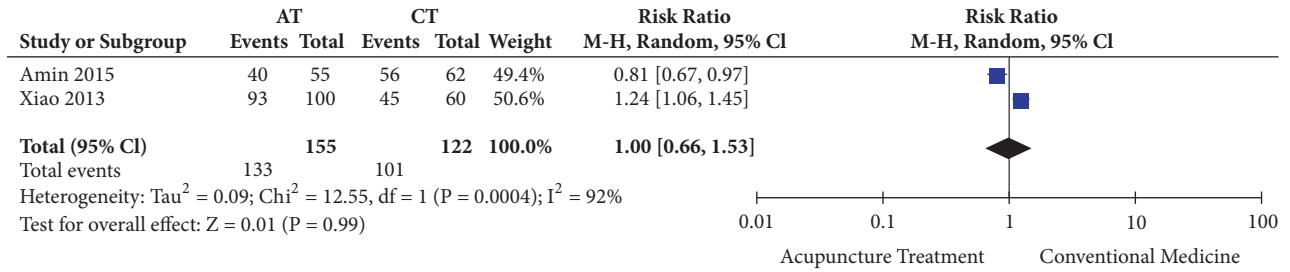 AT CT Risk Ratio Risk Ratio
Study or Subgroup Events Total Events Total Weight M-H, Random, 95% Cl M-H, Random, 95% Cl
Amin 2015 40 55 56 62 49.4% 0.81 [0.67, 0.97]
Xiao 2013 93 100 45 60 50.6% 1.24 [1.06, 1.45]
Total (95% Cl) 155 122 100.0% 1.00 [0.66, 1.53]
Total events 133 101
Heterogeneity: Tau² = 0.09; Chi² = 12.55, df = 1 (P = 0.0004); I² = 92%
Test for overall effect: Z = 0.01 (P = 0.99)
0.01 0.1 1 10 100
Acupuncture Treatment Conventional Medicine